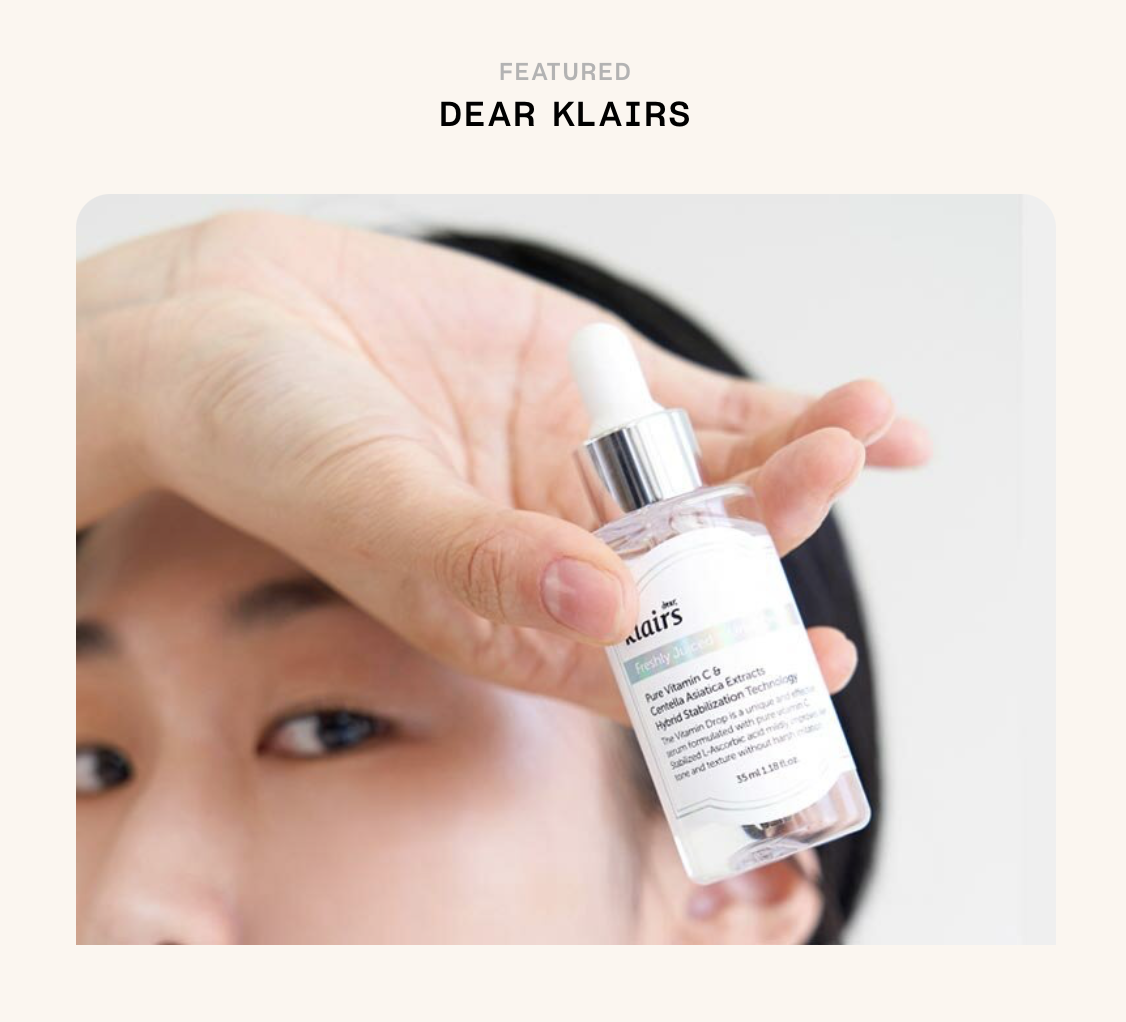 FEATURED
DEAR KLAIRS
dear,
klairs
Freshly Juiced
Pure Vitamin C &
Centella Asiatica Extracts
Hybrid Stabilization Technology
The Vitamin Drop is a unique and effective
serum formulated with pure vitamin C.
Stabilized L-Ascorbic acid mildly improves
tone and texture without harsh irritation.
35 ml 1.18 fl.oz.